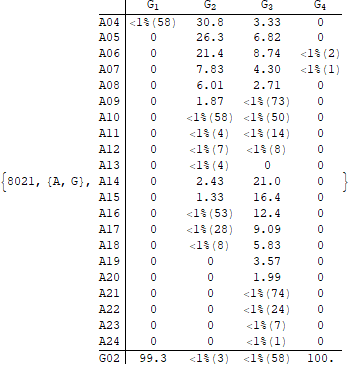 G1 G2 G3 G4
A04 <1%(58) 30.8 3.33 0
A05 0 26.3 6.82 0
A06 0 21.4 8.74 <1%(2)
A07 0 7.83 4.30 <1%(1)
A08 0 6.01 2.71 0
A09 0 1.87 <1%(73) 0
A10 0 <1%(58) <1%(50) 0
A11 0 <1%(4) <1%(14) 0
A12 0 <1%(7) <1%(8) 0
A13 0 <1%(4) 0 0
{8021, {A, G}, A14 0 2.43 21.0 0 }
A15 0 1.33 16.4 0
A16 0 <1%(53) 12.4 0
A17 0 <1%(28) 9.09 0
A18 0 <1%(8) 5.83 0
A19 0 0 3.57 0
A20 0 0 1.99 0
A21 0 0 <1%(74) 0
A22 0 0 <1%(24) 0
A23 0 0 <1%(7) 0
A24 0 0 <1%(1) 0
G02 99.3 <1%(3) <1%(58) 100.